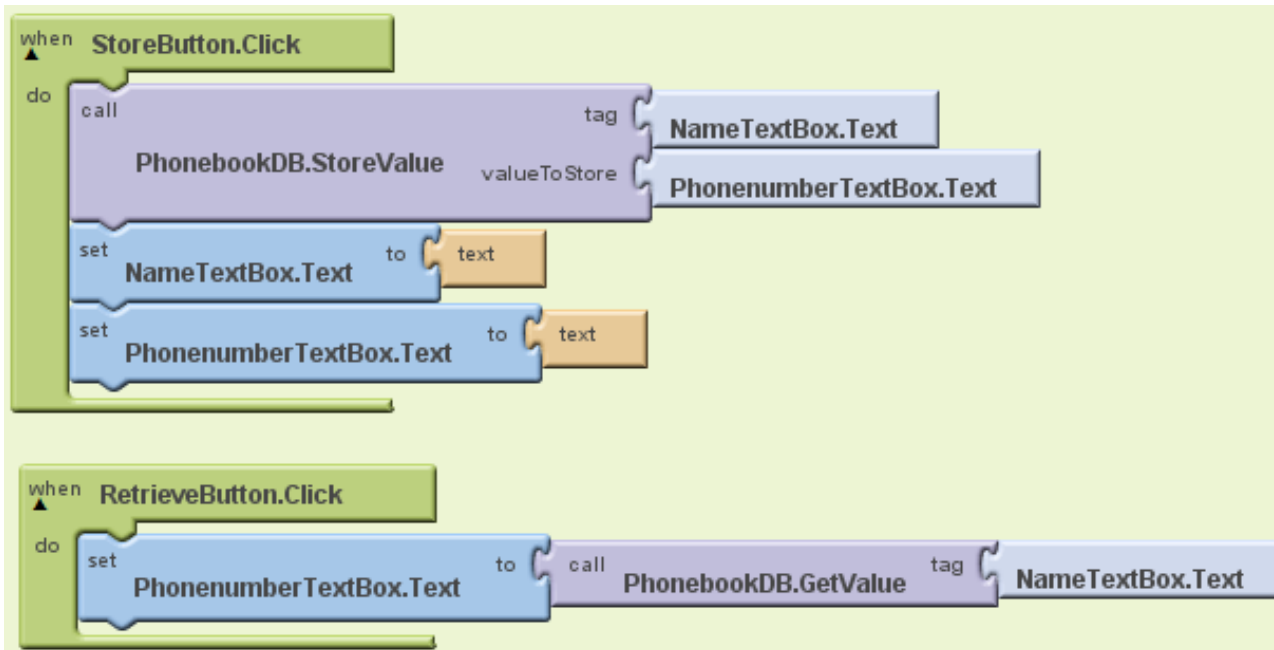 when StoreButton.Click
do
call tag NameTextBox.Text
PhonebookDB.StoreValue valueToStore PhonenumberTextBox.Text
set NameTextBox.Text to text
set PhonenumberTextBox.Text to text
when RetrieveButton.Click
do
set PhonenumberTextBox.Text to call PhonebookDB.GetValue tag NameTextBox.Text